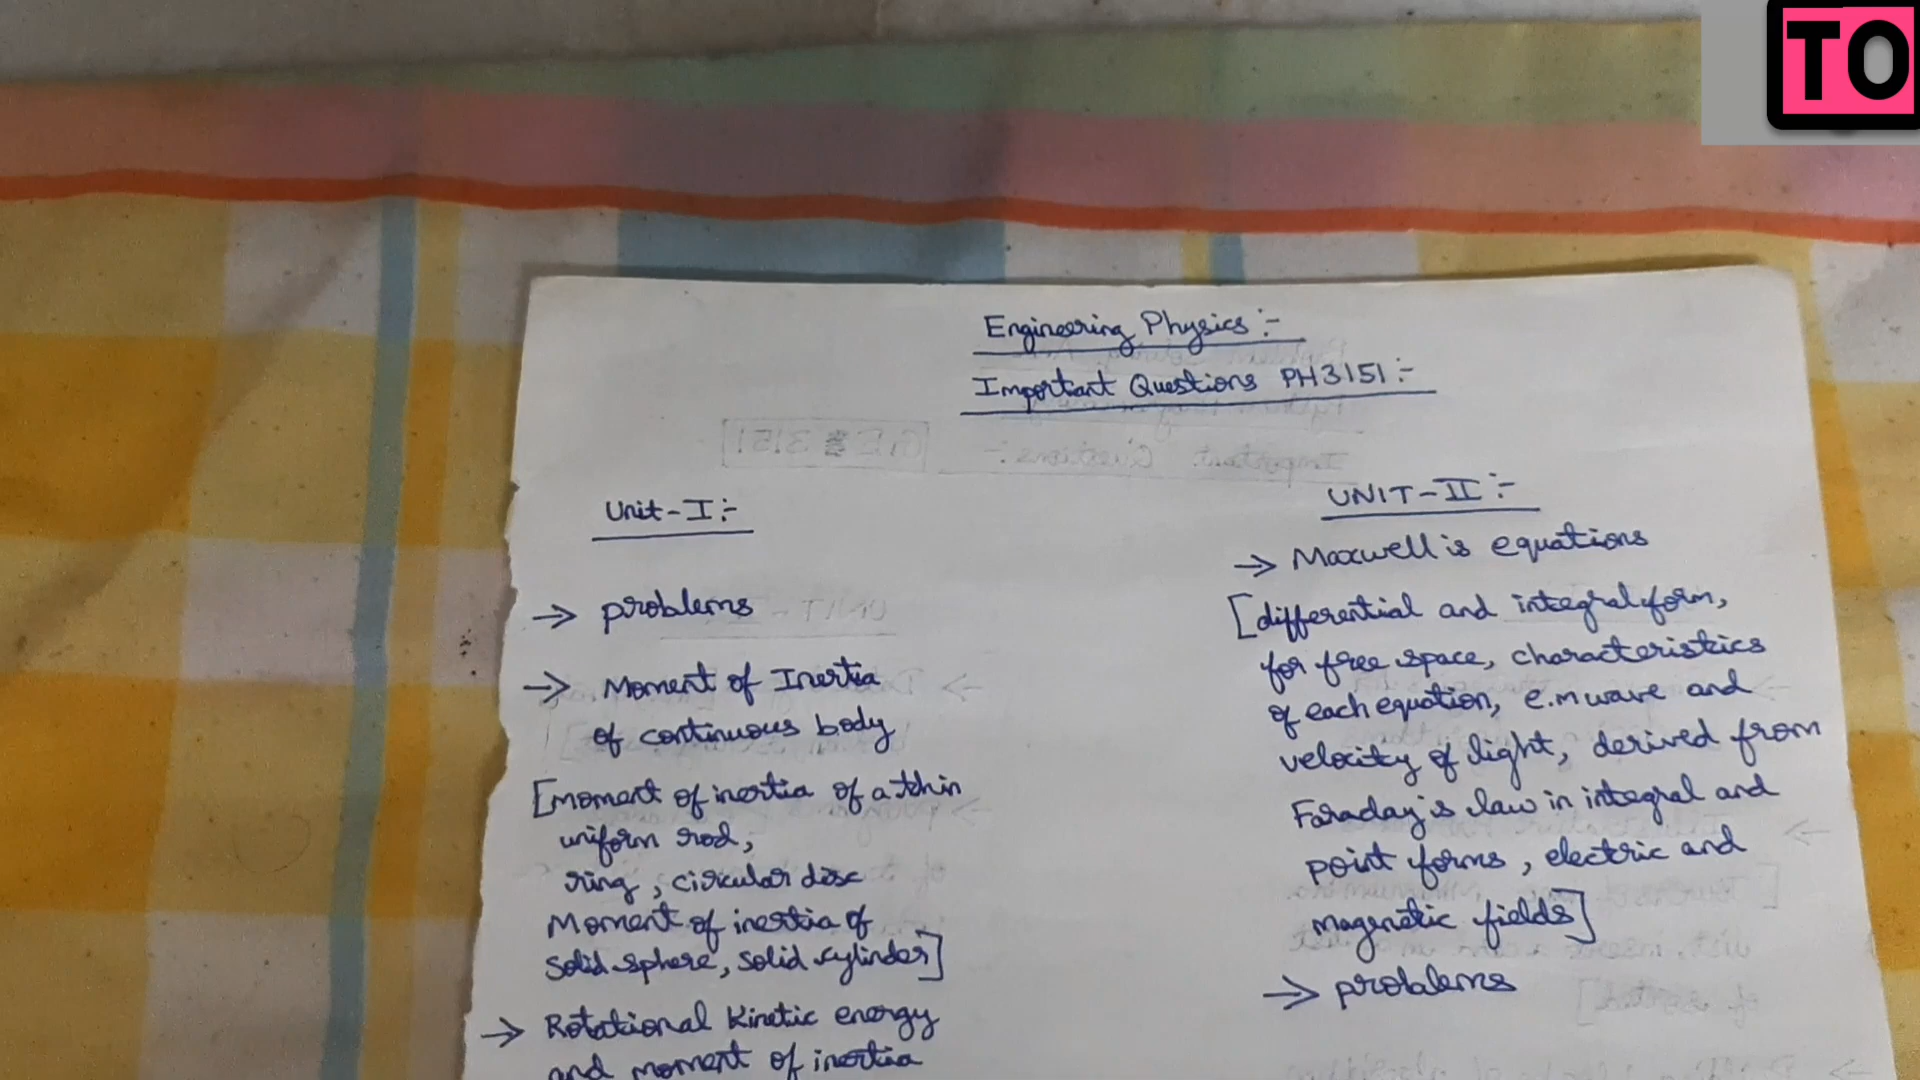 TO
Engineering Physics :-
Important Questions PH3151:-
Unit-I:-
→ problems
→ Moment of Inertia
of continuous body
[moment of inertia of a thin
uniform rod,
ring, circular disc
Moment of inertia of
solid sphere, solid cylinder]
→ Rotational kinetic energy
and moment of inertia
UNIT-II:-
→ Maxwell's equations
[differential and integral form,
for free space, characteristics
of each equation, e.m wave and
velocity of light, derived from
Faraday's law in integral and
point forms, electric and
magnetic fields]
→ problems